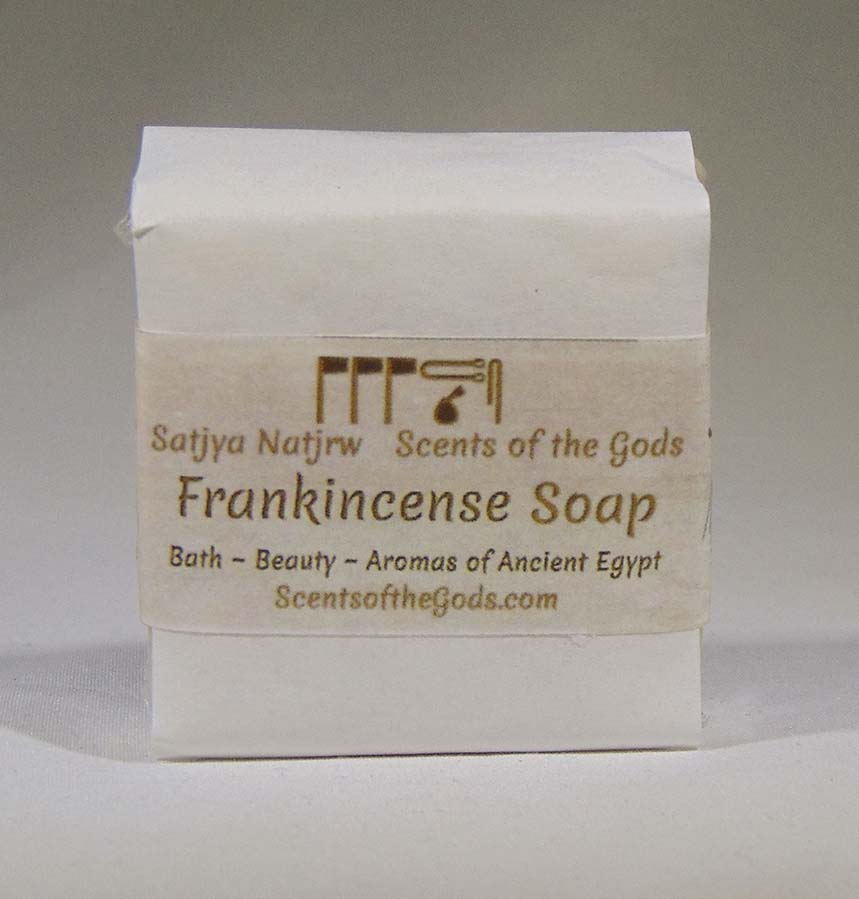 Satjya Natjrw Scents of the Gods
Frankincense Soap
Bath ~ Beauty ~ Aromas of Ancient Egypt
ScentsoftheGods.com